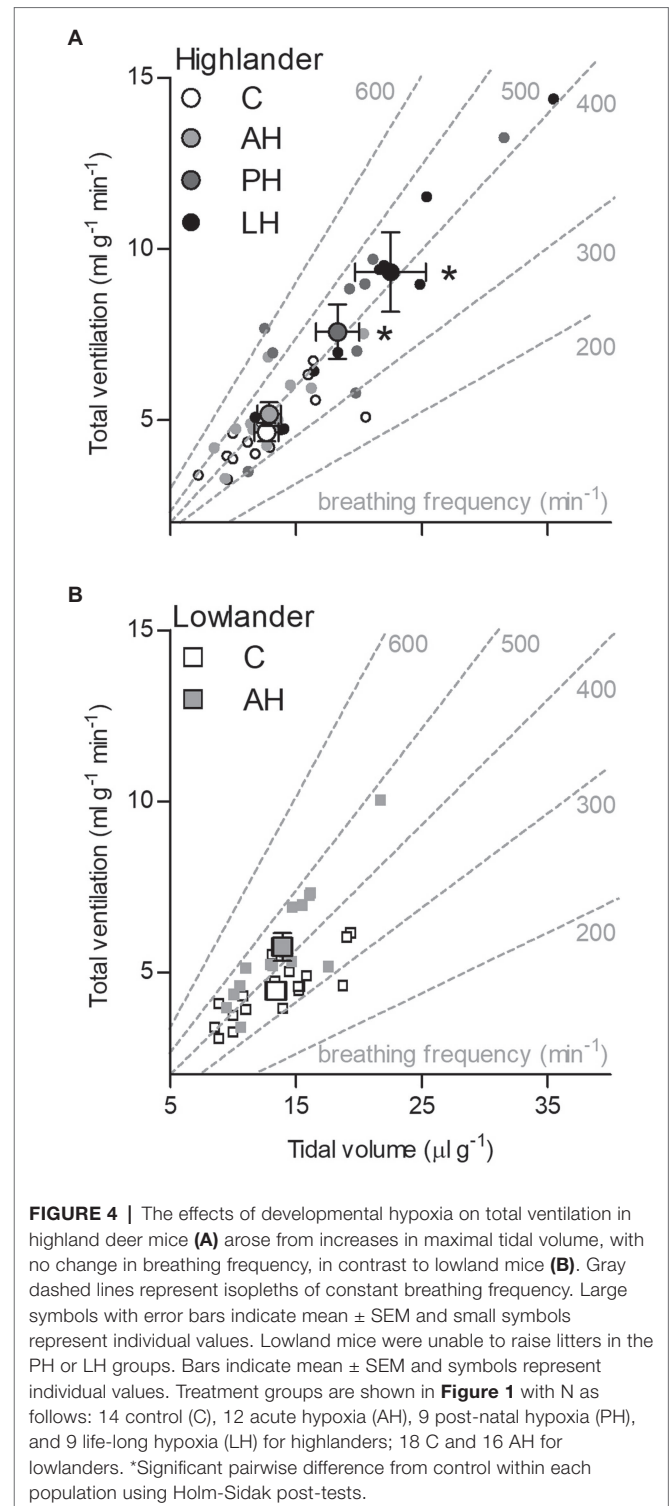 A
Highlander
C
AH
PH
LH
15
10
5
Total ventilation (ml g-1 min-1)
600
500
400
300
200
*
*
breathing frequency (min-1)
B
Lowlander
C
AH
15
10
5
Total ventilation (ml g-1 min-1)
600
500
400
300
200
breathing frequency (min-1)
5 15 25 35
Tidal volume (µl g-1)
FIGURE 4 | The effects of developmental hypoxia on total ventilation in
highland deer mice (A) arose from increases in maximal tidal volume, with
no change in breathing frequency, in contrast to lowland mice (B). Gray
dashed lines represent isopleths of constant breathing frequency. Large
symbols with error bars indicate mean ± SEM and small symbols
represent individual values. Lowland mice were unable to raise litters in the
PH or LH groups. Bars indicate mean ± SEM and symbols represent
individual values. Treatment groups are shown in Figure 1 with N as
follows: 14 control (C), 12 acute hypoxia (AH), 9 post-natal hypoxia (PH),
and 9 life-long hypoxia (LH) for highlanders; 18 C and 16 AH for
lowlanders. *Significant pairwise difference from control within each
population using Holm-Sidak post-tests.